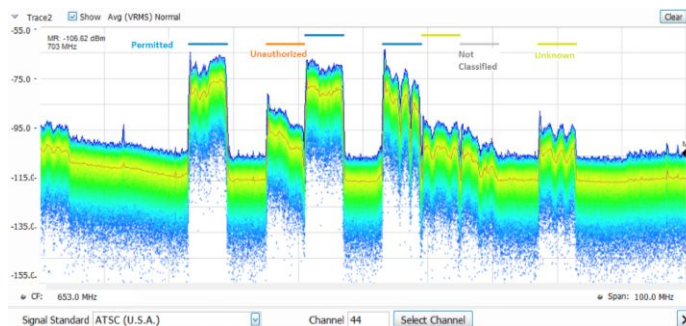 Trace2 Show Avg (VRMS) Normal Clear
-55.0
MR: -105.62 dBm
703 MHz
Permitted
Unauthorized
Not
Classified
Unknown
-75.0
-95.0
-115.0
-135.0
-155.0
CF: 653.0 MHz Span: 100.0 MHz
Signal Standard ATSC (U.S.A.) Channel 44 Select Channel X